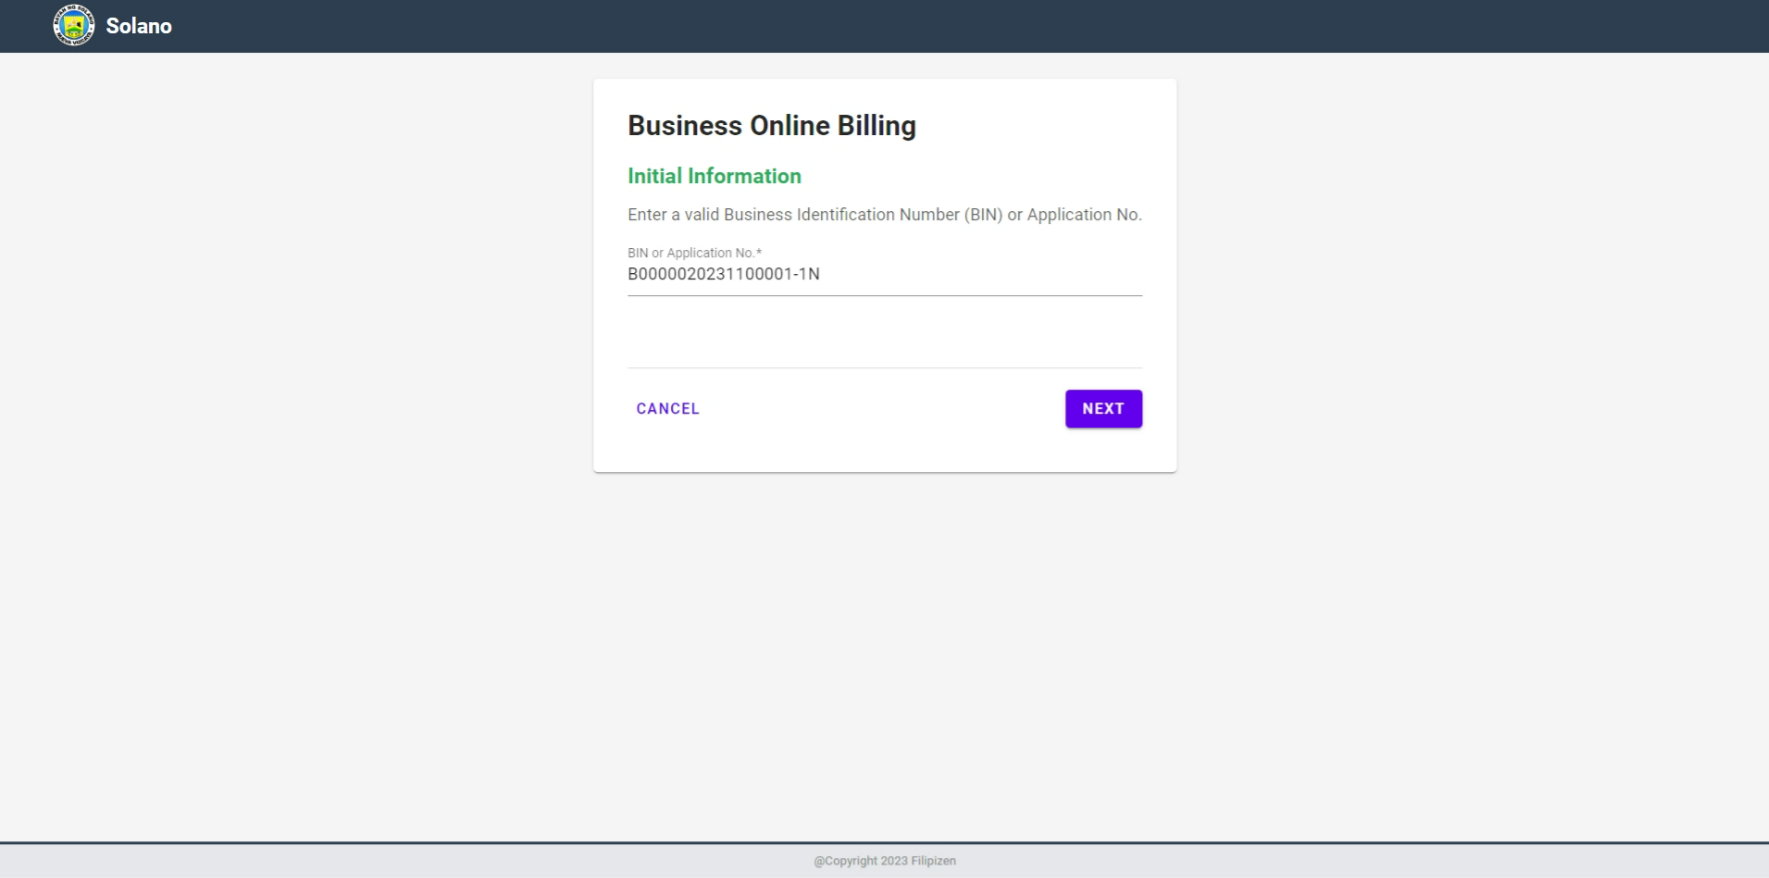 Solano
Business Online Billing
Initial Information
Enter a valid Business Identification Number (BIN) or Application No.
BIN or Application No.*
B0000020231100001-1N
CANCEL
NEXT
@Copyright 2023 Filipizen